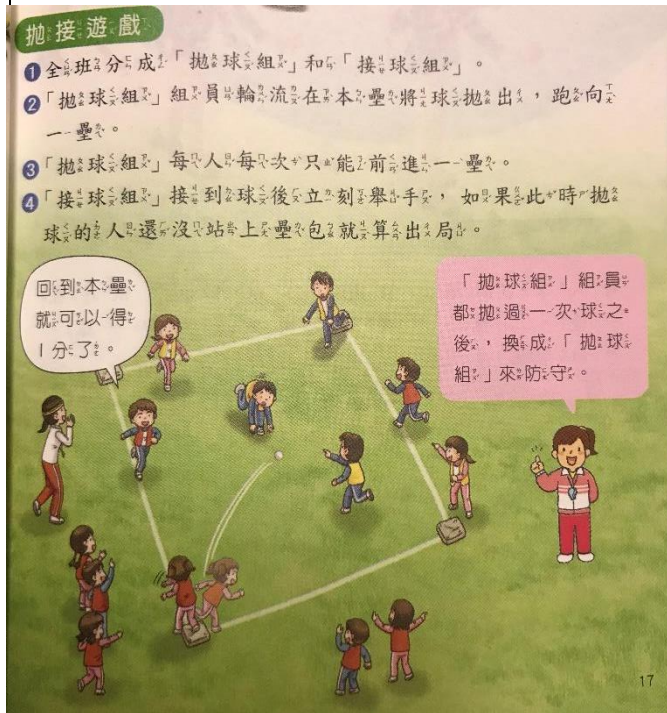 拋接遊戲
❶全班分成「拋球組」和「接球組」。
❷「拋球組」組員輪流在本壘將球拋出，跑向
一壘。
❸「拋球組」每人每次只能前進一壘。
❹「接球組」接到球後立刻舉手，如果此時拋
球的人還沒站上壘包就算出局。
回到本壘
就可以得
1分了。
「拋球組」組員
都拋過一次球之
後，換成「拋球
組」來防守。
17